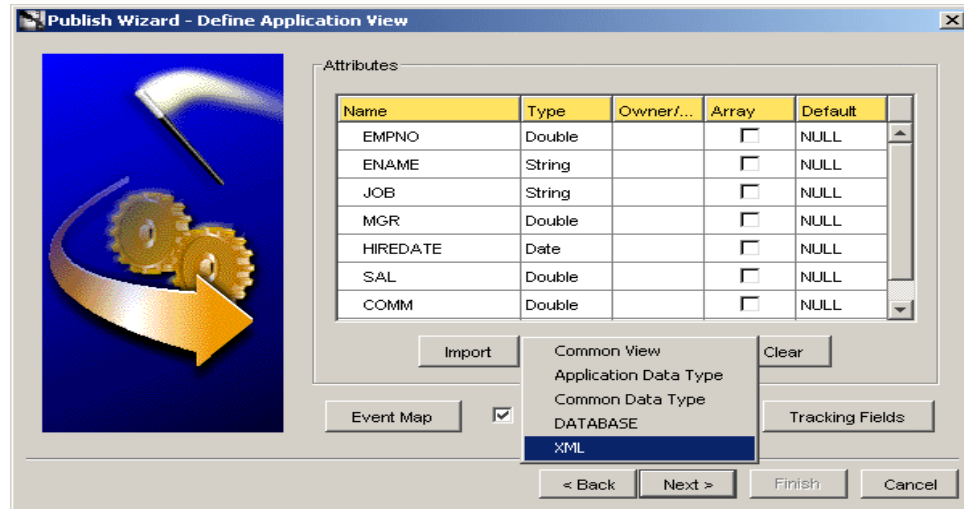 Publish Wizard - Define Application View
Attributes
Name Type Owner/... Array Default
EMPNO Double NULL
ENAME String NULL
JOB String NULL
MGR Double NULL
HIREDATE Date NULL
SAL Double NULL
COMM Double NULL
Import Clear
Common View
Application Data Type
Common Data Type
DATABASE
XML
Event Map Tracking Fields
< Back Next > Finish Cancel